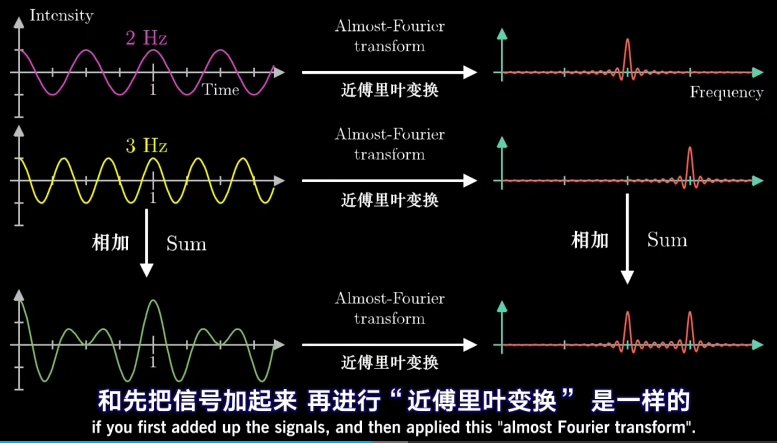 Intensity
2 Hz
1
Time
Almost-Fourier
transform
近傅里叶变换
Frequency
3 Hz
1
Almost-Fourier
transform
近傅里叶变换
相加 Sum
相加 Sum
1
Almost-Fourier
transform
近傅里叶变换
和先把信号加起来 再进行“近傅里叶变换” 是一样的
if you first added up the signals, and then applied this "almost Fourier transform".